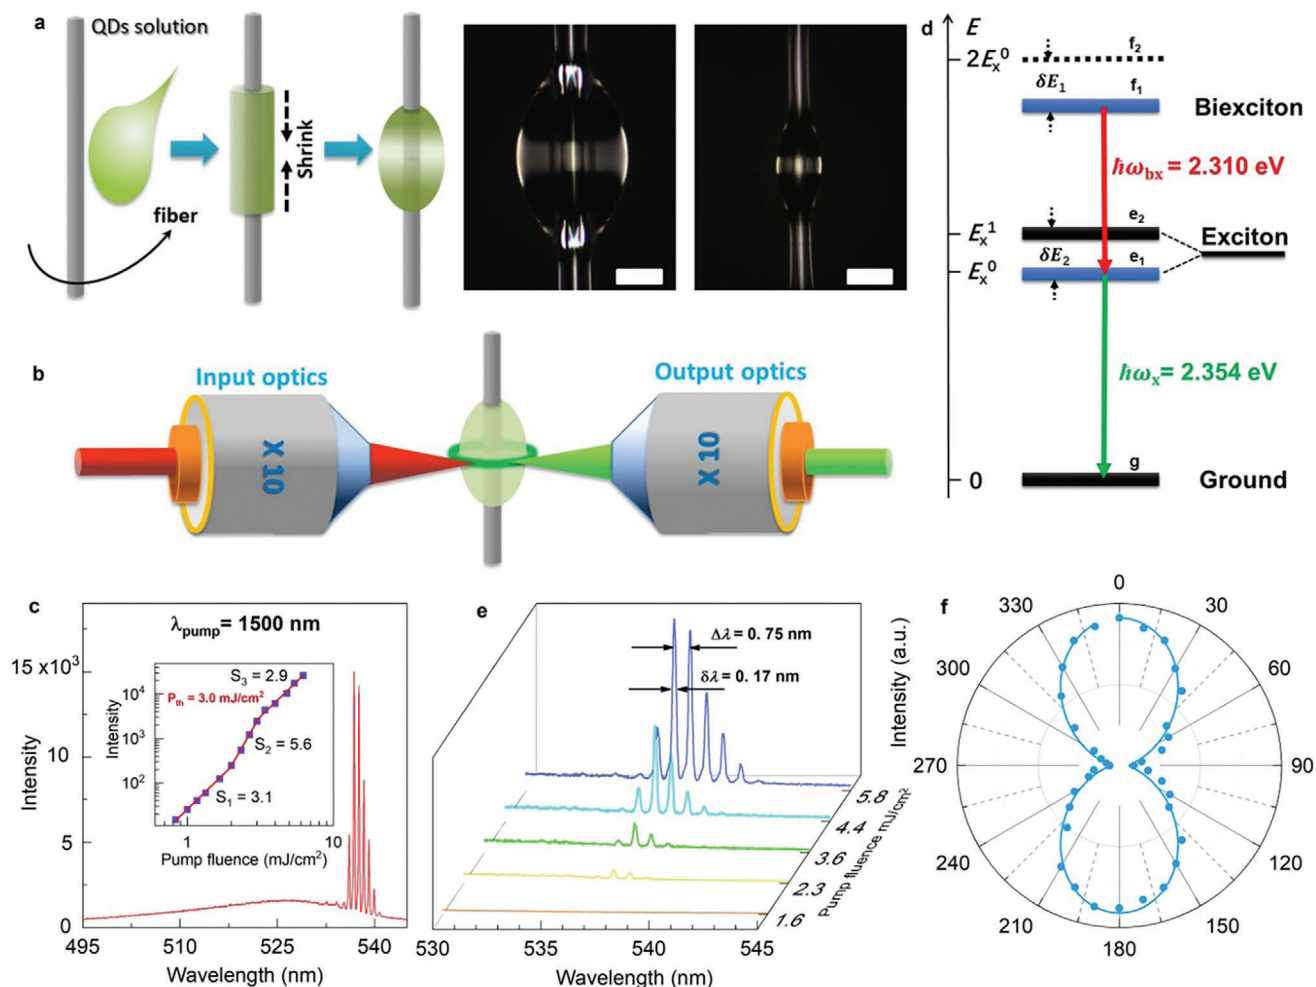 a
QDs solution
Shrink
fiber
b
Input optics
Output optics
X 10
X 10
d
E
2Eₓ⁰
f₂
δE₁
f₁
Biexciton
ħω_bx = 2.310 eV
Eₓ¹
e₂
Exciton
δE₂
Eₓ⁰
e₁
ħωₓ = 2.354 eV
g
0
Ground
c
λ_pump = 1500 nm
15 x10³
10
5
0
Intensity
495
510
525
540
Wavelength (nm)
S₃ = 2.9
P_th = 3.0 mJ/cm²
S₂ = 5.6
S₁ = 3.1
10⁴
10³
10²
Intensity
1
10
Pump fluence (mJ/cm²)
e
Δλ = 0. 75 nm
δλ = 0. 17 nm
Intensity (a.u.)
5.8
4.4
3.6
2.3
1.6
Pump fluence mJ/cm²
530
535
540
545
Wavelength (nm)
f
0
30
60
90
120
150
180
210
240
270
300
330